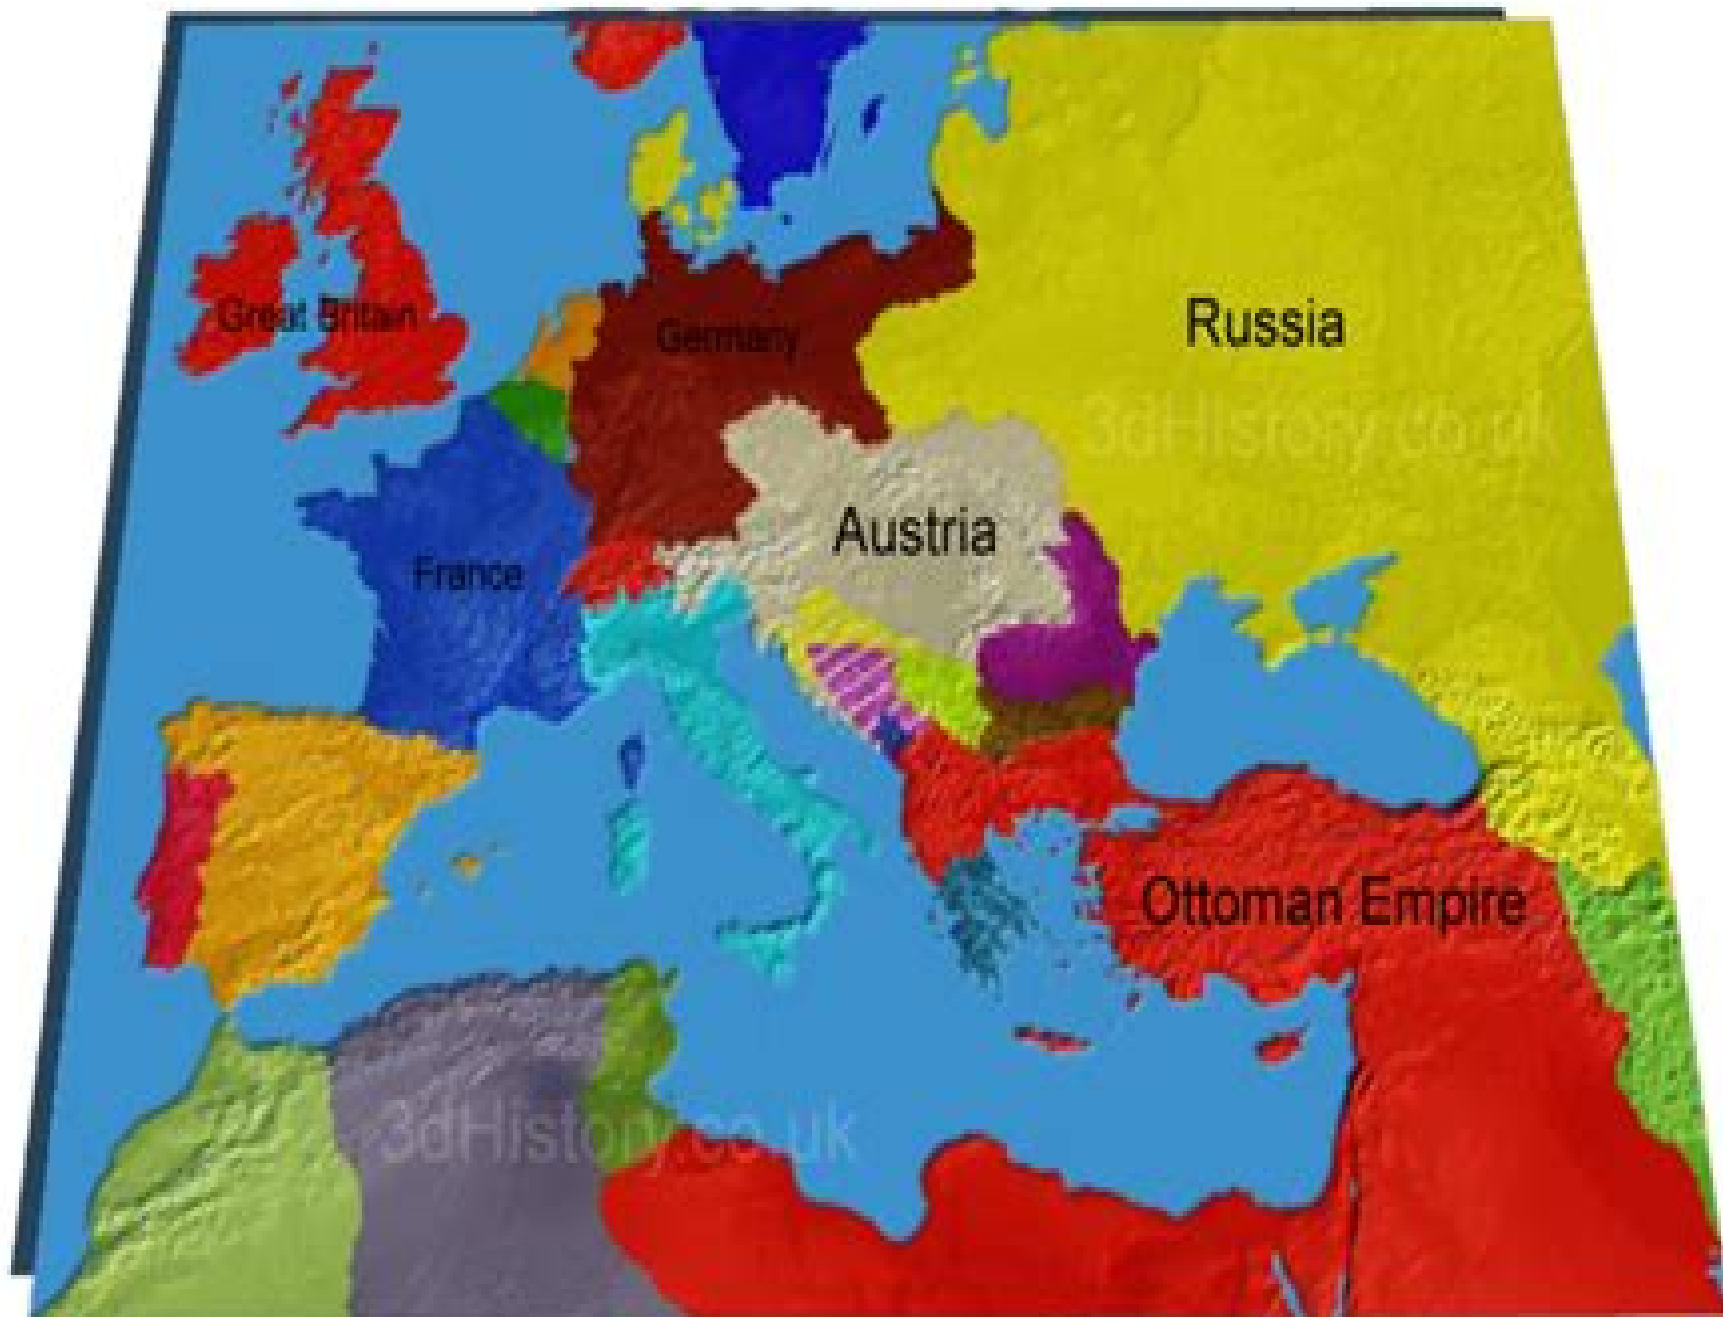 Great Britain
Germany
Russia
3dHistory.co.uk
Austria
France
Ottoman Empire
3dHistory.co.uk